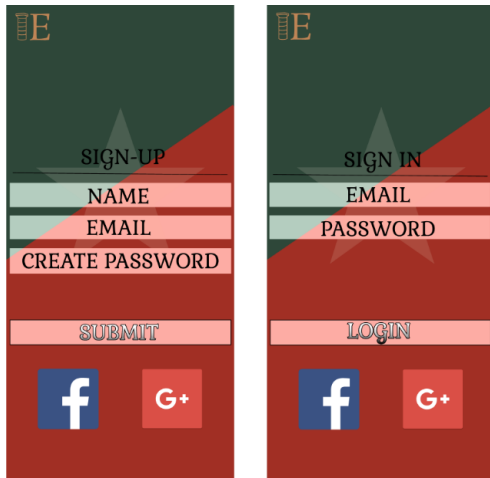 E
SIGN-UP
NAME
EMAIL
CREATE PASSWORD
SUBMIT
f
G+
E
SIGN IN
EMAIL
PASSWORD
LOGIN
f
G+